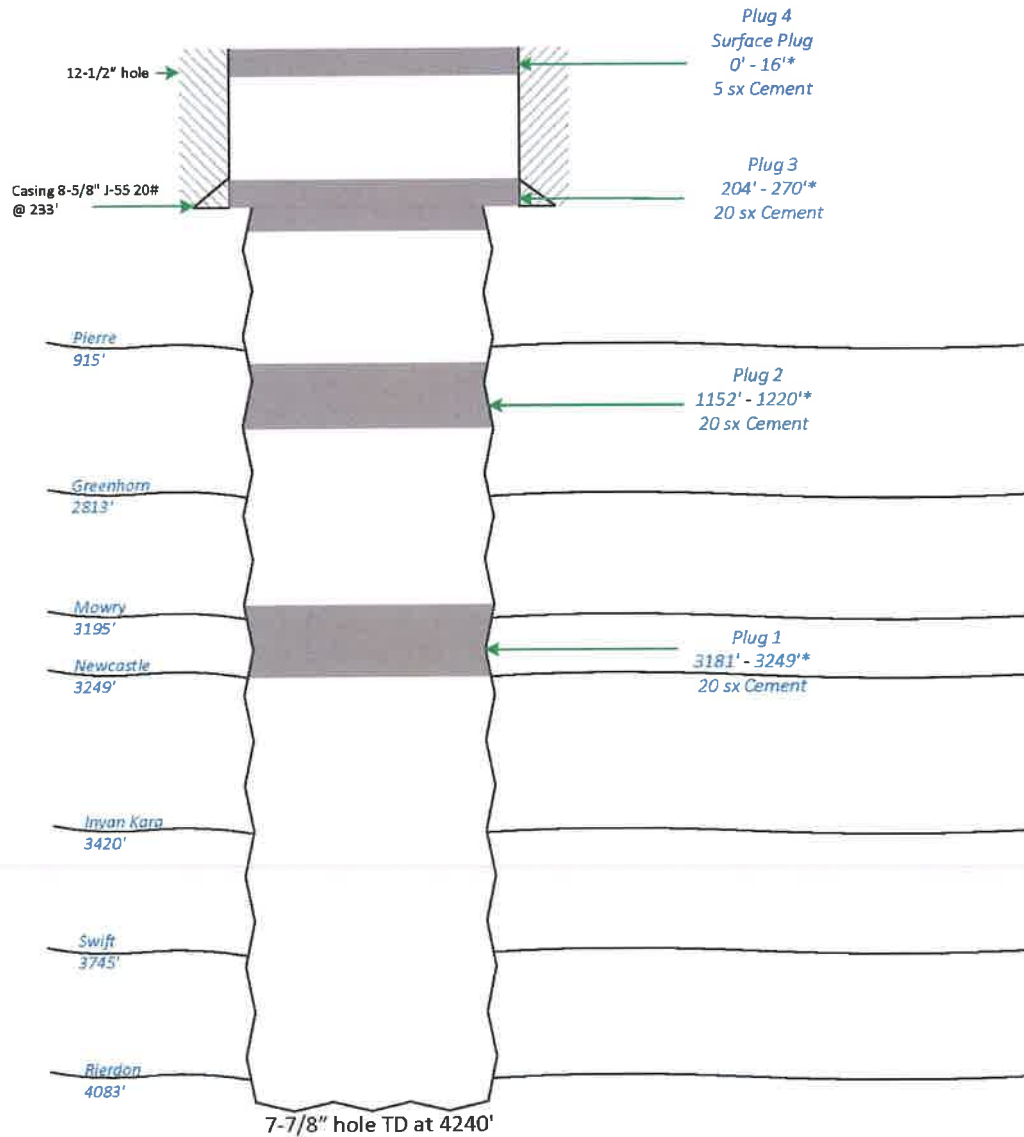 Plug 4
Surface Plug
0' - 16'*
5 sx Cement
12-1/2" hole
Plug 3
204' - 270'*
20 sx Cement
Casing 8-5/8" J-55 20#
@ 233'
Pierre
915'
Plug 2
1152' - 1220'*
20 sx Cement
Greenhorn
2813'
Mowry
3195'
Plug 1
3181' - 3249'*
20 sx Cement
Newcastle
3249'
Inyan Kara
3420'
Swift
3745'
Rierdon
4083'
7-7/8" hole TD at 4240'